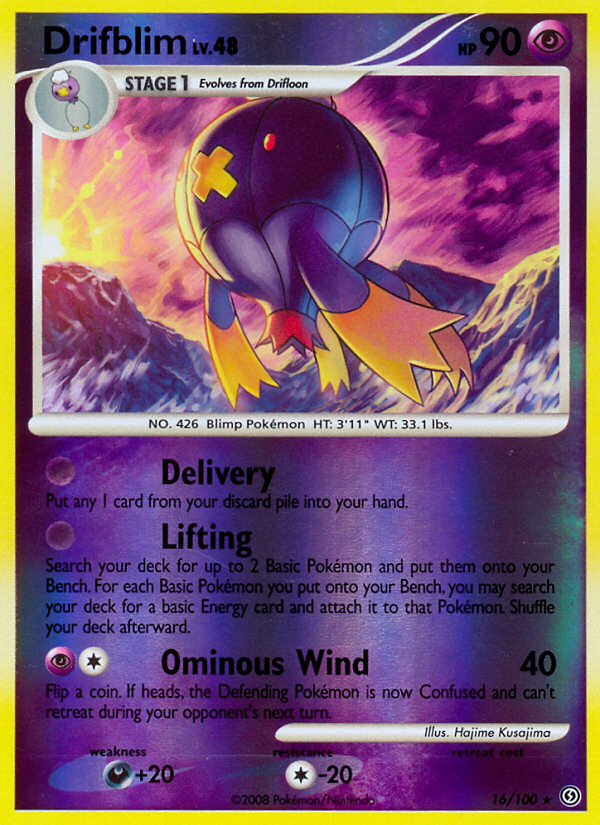 Drifblim LV.48 HP 90
STAGE 1 Evolves from Drifloon
NO. 426 Blimp Pokémon HT: 3'11" WT: 33.1 lbs.
Delivery
Put any 1 card from your discard pile into your hand.
Lifting
Search your deck for up to 2 Basic Pokémon and put them onto your
Bench. For each Basic Pokémon you put onto your Bench, you may search
your deck for a basic Energy card and attach it to that Pokémon. Shuffle
your deck afterward.
Ominous Wind 40
Flip a coin. If heads, the Defending Pokémon is now Confused and can't
retreat during your opponent's next turn.
Illus. Hajime Kusajima
weakness resistance retreat cost
+20 -20
©2008 Pokémon/Nintendo 16/100 ★ S